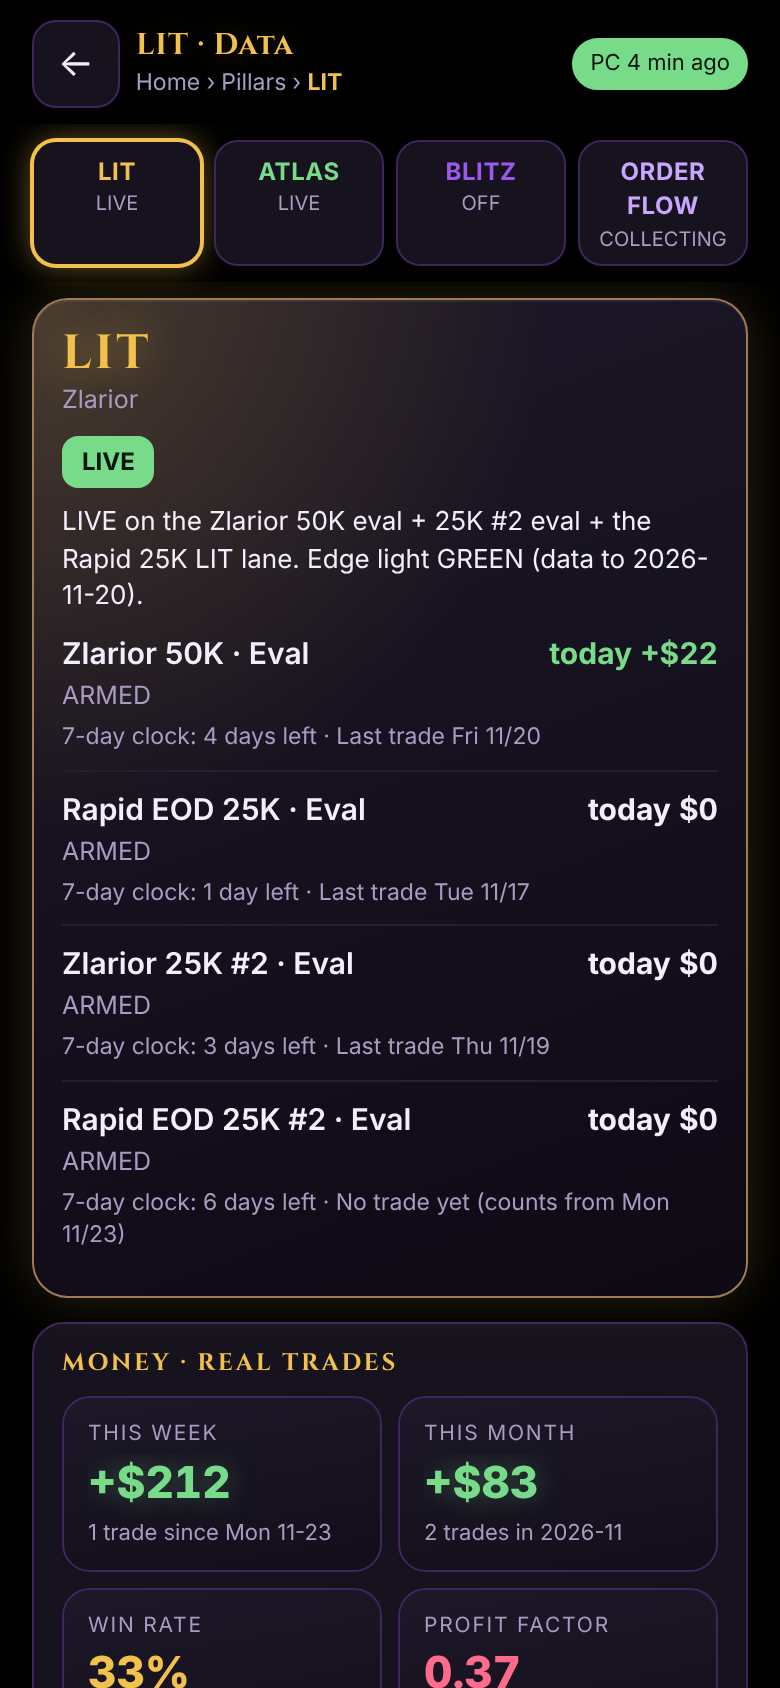 LIT · DATA
Home › Pillars › LIT
PC 4 min ago
LIT
LIVE
ATLAS
LIVE
BLITZ
OFF
ORDER
FLOW
COLLECTING
LIT
Zlarior
LIVE
LIVE on the Zlarior 50K eval + 25K #2 eval + the
Rapid 25K LIT lane. Edge light GREEN (data to 2026-
11-20).
Zlarior 50K · Eval
today +$22
ARMED
7-day clock: 4 days left · Last trade Fri 11/20
Rapid EOD 25K · Eval
today $0
ARMED
7-day clock: 1 day left · Last trade Tue 11/17
Zlarior 25K #2 · Eval
today $0
ARMED
7-day clock: 3 days left · Last trade Thu 11/19
Rapid EOD 25K #2 · Eval
today $0
ARMED
7-day clock: 6 days left · No trade yet (counts from Mon
11/23)
MONEY · REAL TRADES
THIS WEEK
+$212
1 trade since Mon 11-23
THIS MONTH
+$83
2 trades in 2026-11
WIN RATE
33%
PROFIT FACTOR
0.37